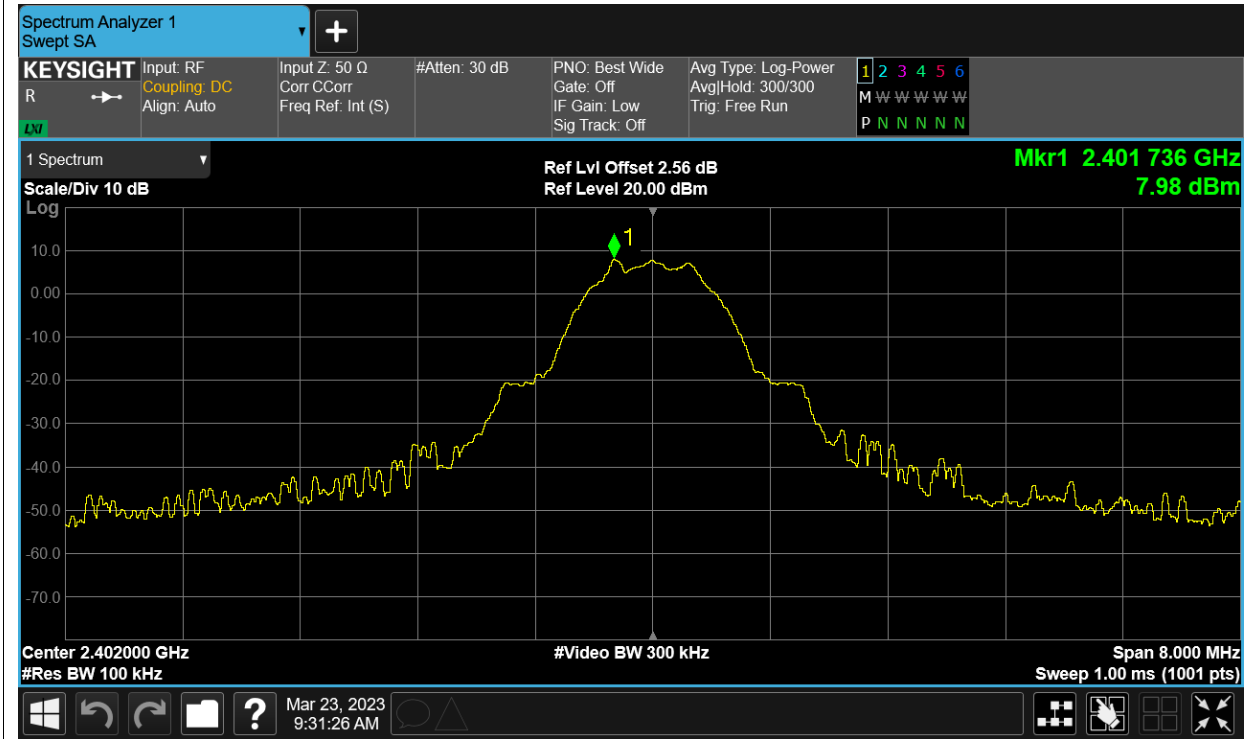 Spectrum Analyzer 1
Swept SA
+
KEYSIGHT
R
LXI
Input: RF
Coupling: DC
Align: Auto
Input Z: 50 Ω
Corr CCorr
Freq Ref: Int (S)
#Atten: 30 dB
PNO: Best Wide
Gate: Off
IF Gain: Low
Sig Track: Off
Avg Type: Log-Power
Avg|Hold: 300/300
Trig: Free Run
1 2 3 4 5 6
M W W W W W
P N N N N N
1 Spectrum
Scale/Div 10 dB
Log
Ref Lvl Offset 2.56 dB
Ref Level 20.00 dBm
Mkr1 2.401 736 GHz
7.98 dBm
1
10.0
0.00
-10.0
-20.0
-30.0
-40.0
-50.0
-60.0
-70.0
Center 2.402000 GHz
#Res BW 100 kHz
#Video BW 300 kHz
Span 8.000 MHz
Sweep 1.00 ms (1001 pts)
?
Mar 23, 2023
9:31:26 AM